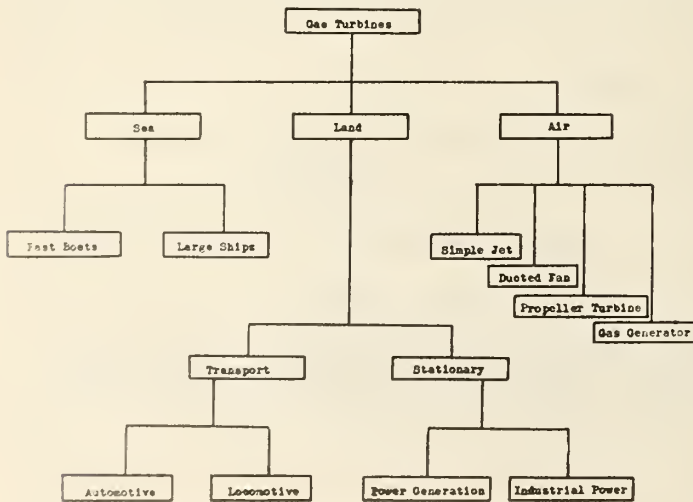 Gas Turbines
Sea
Land
Air
Fast Boats
Large Ships
Simple Jet
Ducted Fan
Propeller Turbine
Gas Generator
Transport
Stationary
Automotive
Locomotive
Power Generation
Industrial Power